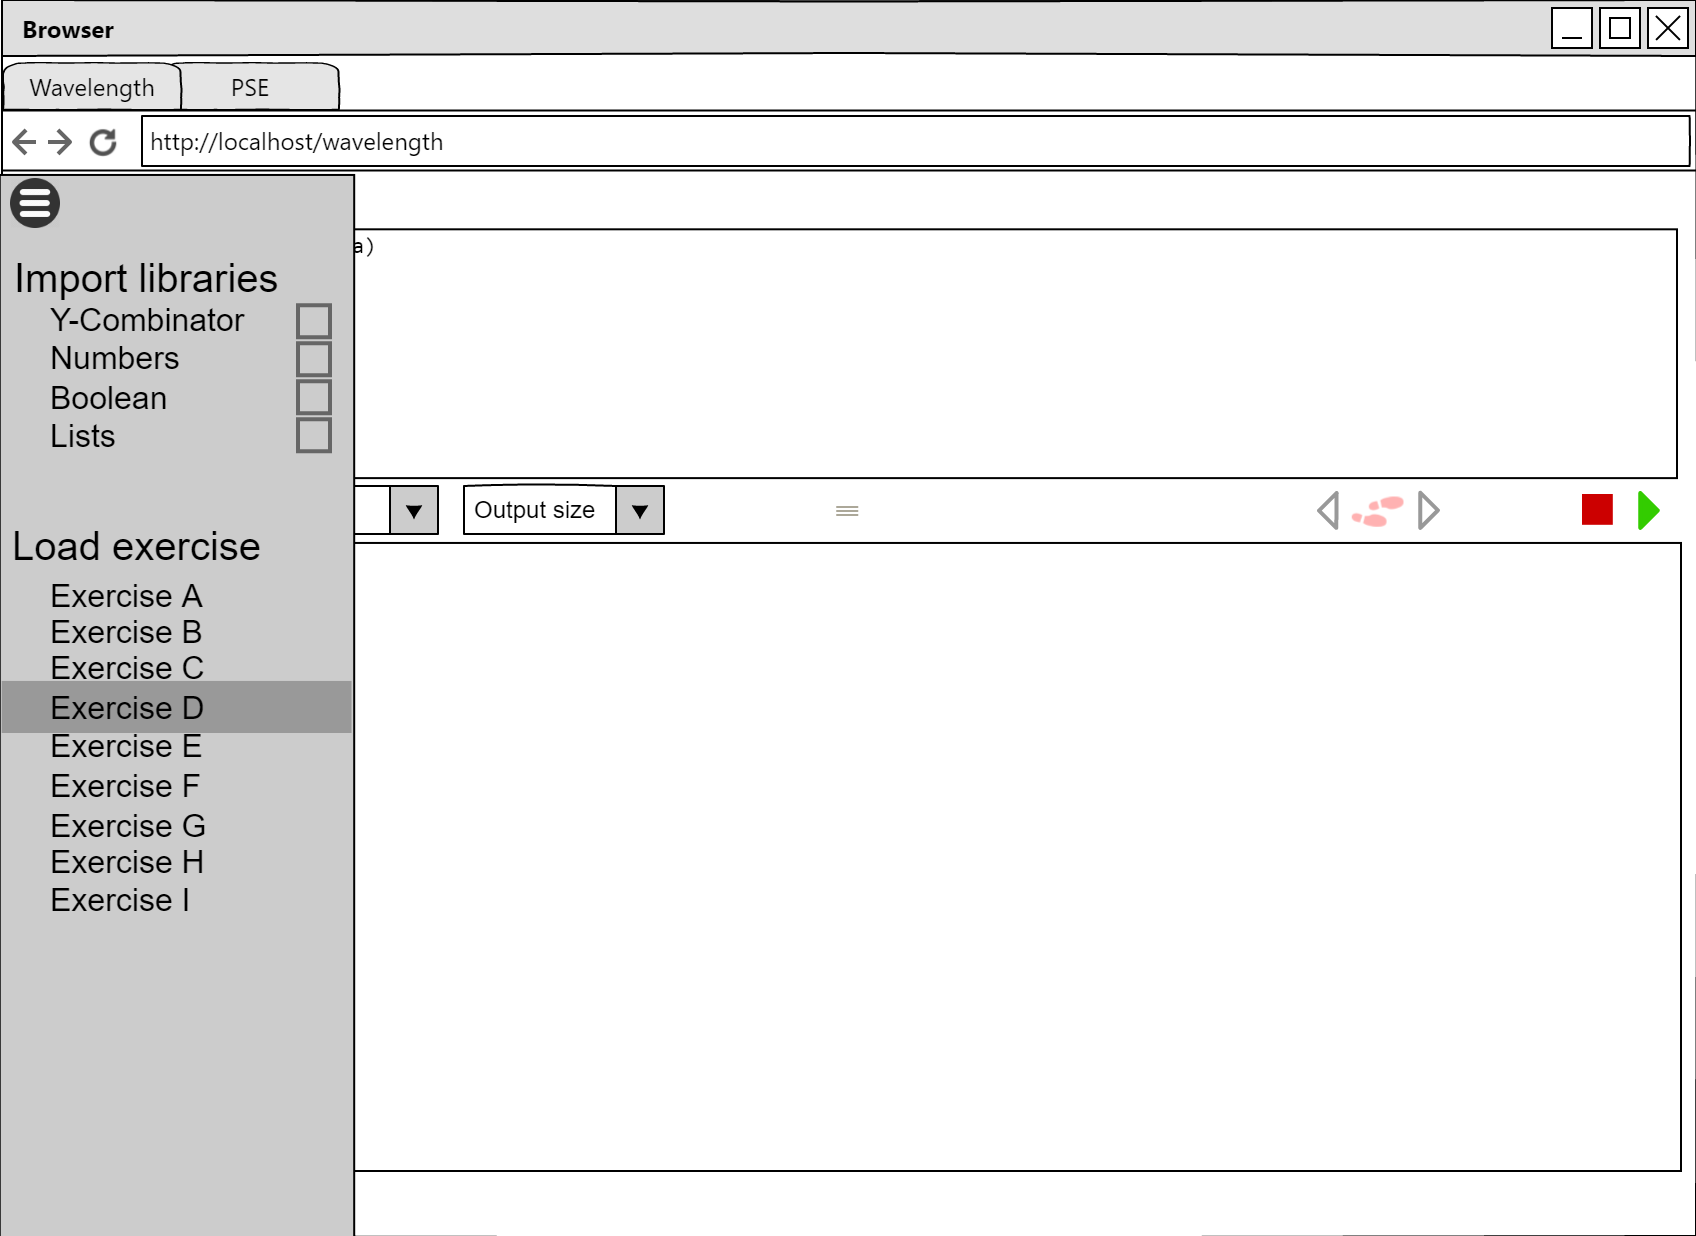 Browser
Wavelength PSE
http://localhost/wavelength
a)
Import libraries
Y-Combinator
Numbers
Boolean
Lists
Output size
Load exercise
Exercise A
Exercise B
Exercise C
Exercise D
Exercise E
Exercise F
Exercise G
Exercise H
Exercise I